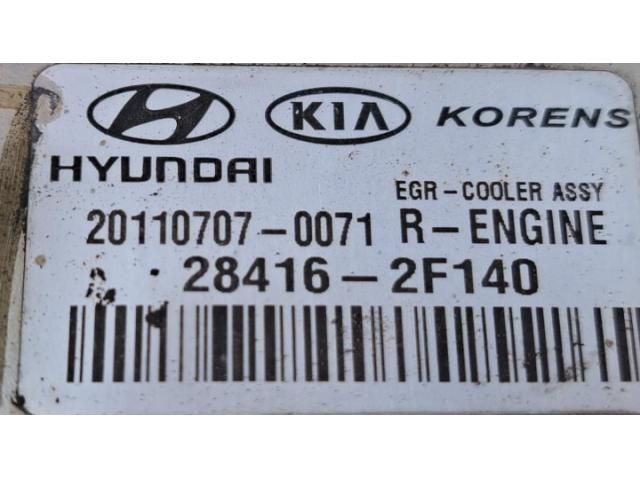 KIA KORENS
HYUNDAI
EGR-COOLER ASSY
20110707-0071 R-ENGINE
28416-2F140